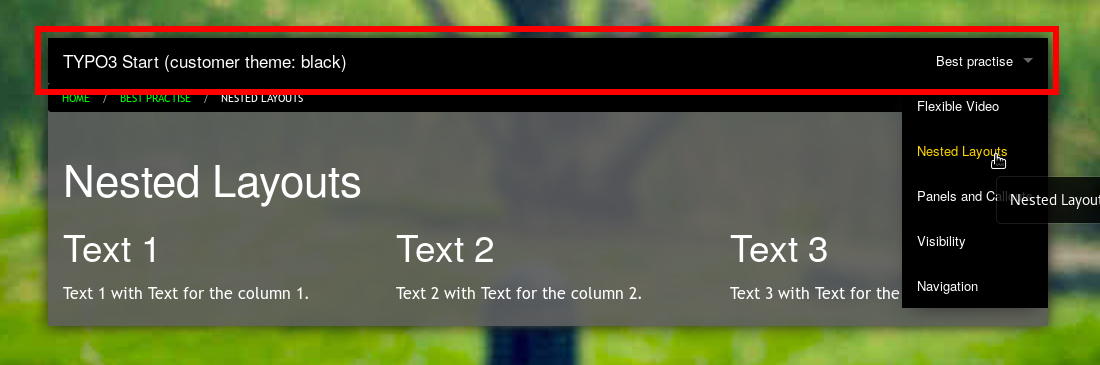 TYPO3 Start (customer theme: black)
Best practise
HOME / BEST PRACTISE / NESTED LAYOUTS
Flexible Video
Nested Layouts
Panels and
Nested Layout
Visibility
Navigation
Nested Layouts
Text 1
Text 2
Text 3
Text 1 with Text for the column 1.
Text 2 with Text for the column 2.
Text 3 with Text for the